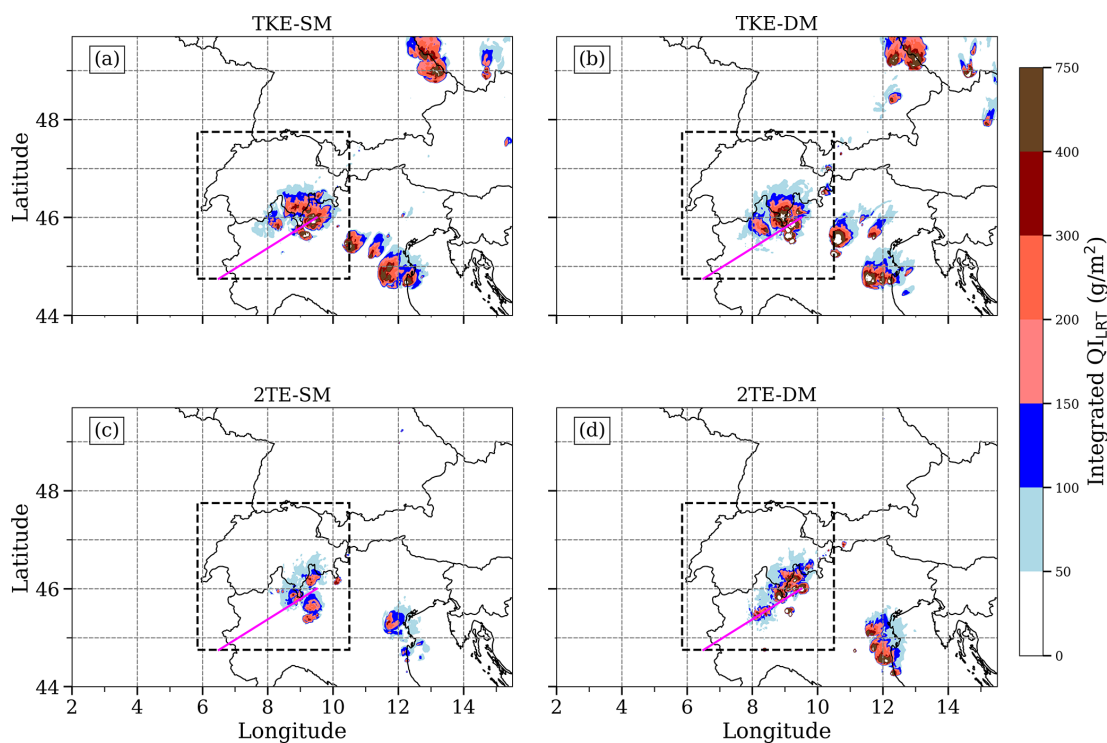 TKE-SM
TKE-DM
(a)
(b)
Latitude
48
46
44
2TE-SM
2TE-DM
(c)
(d)
Latitude
48
46
44
2 4 6 8 10 12 14
2 4 6 8 10 12 14
Longitude
Longitude
750
400
300
200
150
100
50
0
Integrated QI_LRT (g/m²)